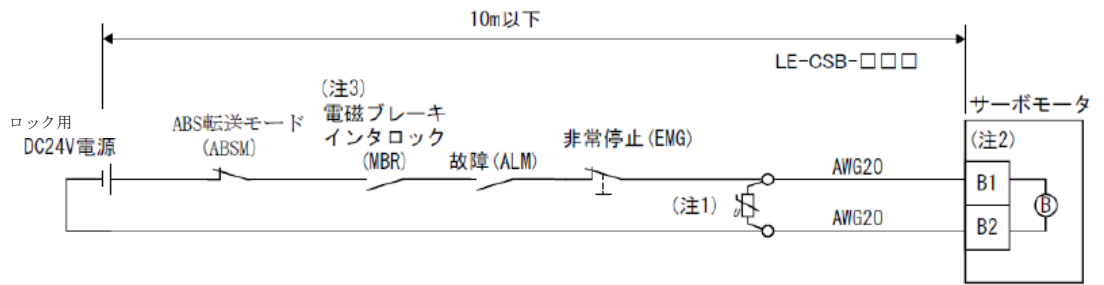 10m以下
LE-CSB-□□□
サーボモータ
ロック用
DC24V電源
ABS転送モード
(ABSM)
(注3)
電磁ブレーキ
インタロック
(MBR)
故障(ALM)
非常停止(EMG)
(注1)
AWG20
AWG20
(注2)
B1
B2
B
U